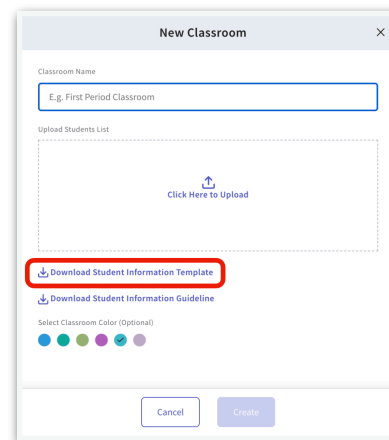 New Classroom
Classroom Name
E.g. First Period Classroom
Upload Students List
Click Here to Upload
Download Student Information Template
Download Student Information Guideline
Select Classroom Color (Optional)
Cancel Create